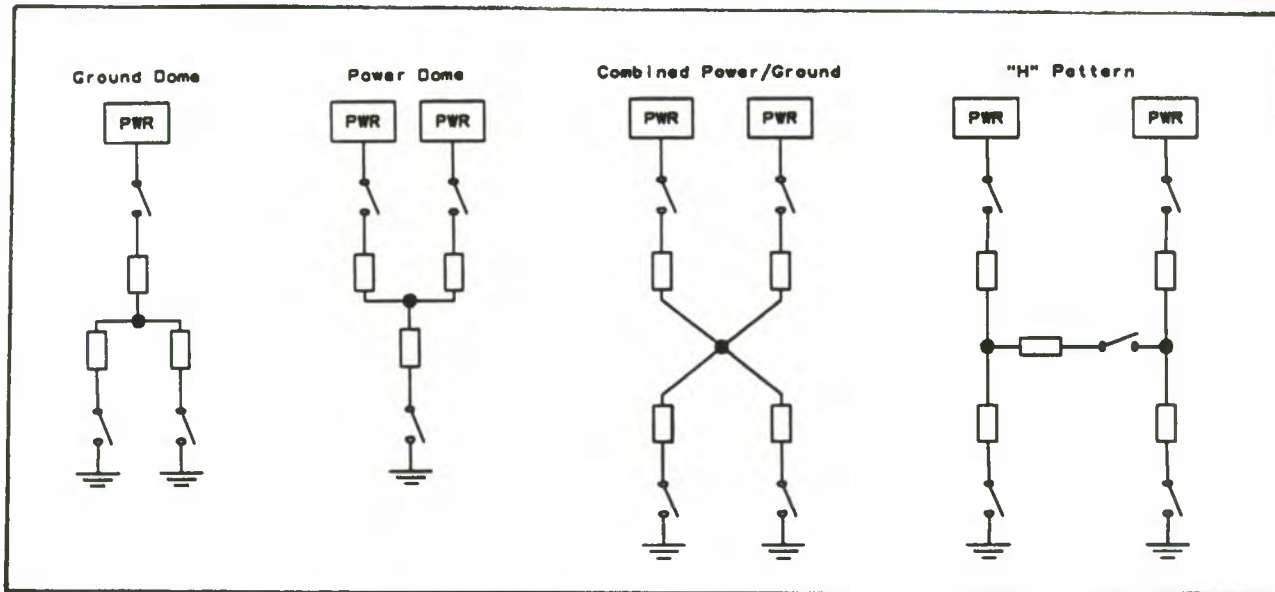 Ground Dome
Power Dome
Combined Power/Ground
"H" Pattern
PWR
PWR
PWR
PWR
PWR
PWR
PWR